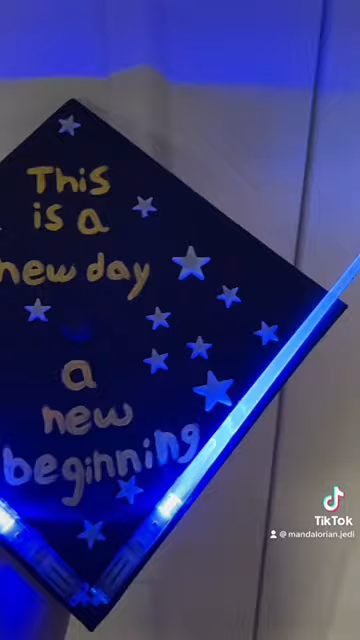 This
is a
new day
a
new
beginning
TikTok
@mandalorian.jedi